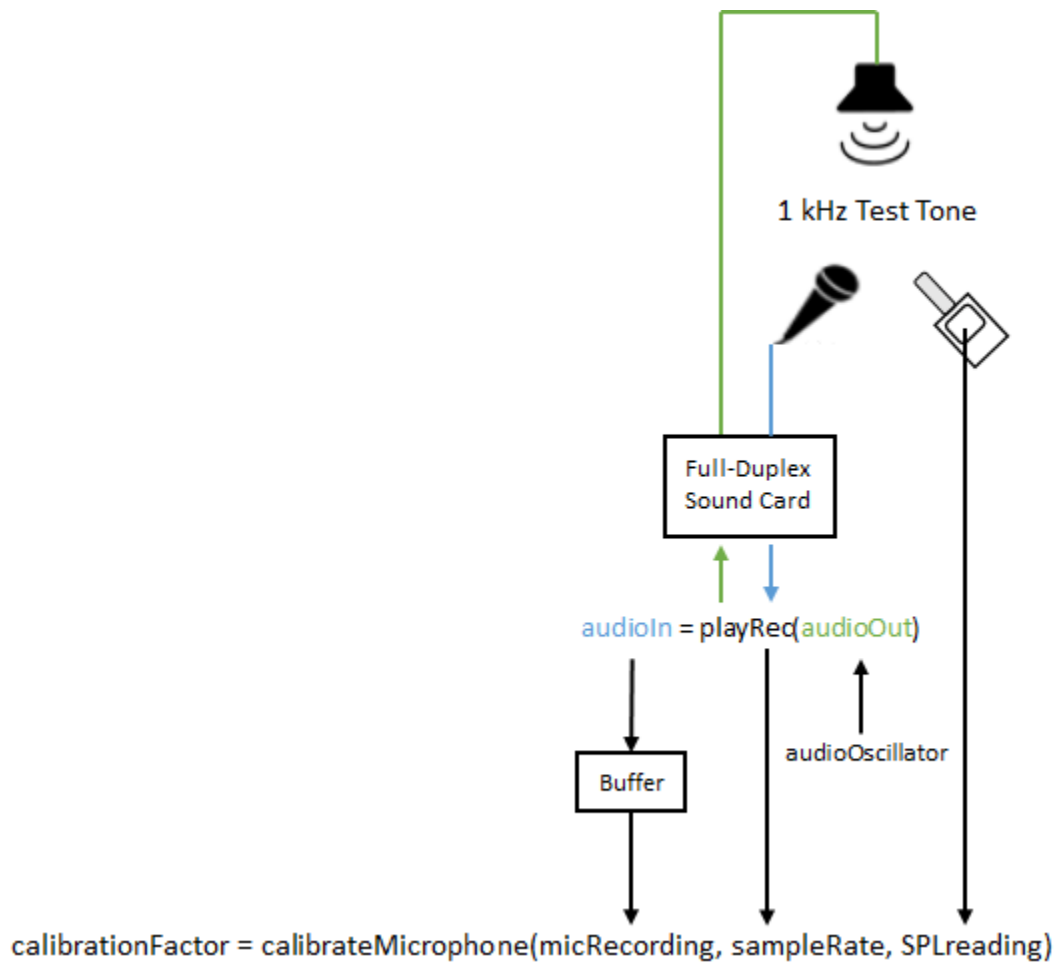 1 kHz Test Tone
Full-Duplex
Sound Card
audioIn = playRec(audioOut)
audioOscillator
Buffer
calibrationFactor = calibrateMicrophone(micRecording, sampleRate, SPLreading)